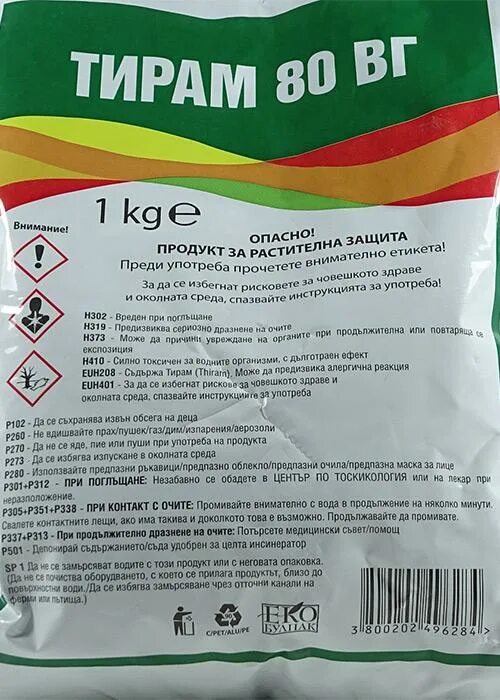 ТИРАМ 80 ВГ
1 kg e
Внимание!
ОПАСНО!
ПРОДУКТ ЗА РАСТИТЕЛНА ЗАЩИТА
Преди употреба прочетете внимателно етикета!
За да се избегнат рисковете за човешкото здраве
и околната среда, спазвайте инструкцията за употреба!
H302 - Вреден при поглъщане
H319 - Предизвиква сериозно дразнене на очите
H373 - Може да причини увреждане на органите при продължителна или повтаряща се
експозиция
H410 - Силно токсичен за водните организми, с дълготраен ефект
EUH208 - Съдържа Тирам (Thiram). Може да предизвика алергична реакция
EUH401 - За да се избегнат рискове за човешкото здраве и
околната среда, спазвайте инструкциите за употреба
P102 - Да се съхранява извън обсега на деца
P260 - Не вдишвайте прах/пушек/газ/дим/изпарения/аерозоли
P270 - Да не се яде, пие или пуши при употреба на продукта
P273 - Да се избягва изпускане в околната среда
P280 - Използвайте предпазни ръкавици/предпазно облекло/предпазни очила/предпазна маска за лице
P301+P312 - ПРИ ПОГЛЪЩАНЕ: Незабавно се обадете в ЦЕНТЪР ПО ТОСКИКОЛОГИЯ или на лекар при
неразположение.
P305+P351+P338 - ПРИ КОНТАКТ С ОЧИТЕ: Промивайте внимателно с вода в продължение на няколко минути.
Свалете контактните лещи, ако има такива и доколкото това е възможно. Продължавайте да промивате.
P337+P313 - При продължително дразнене на очите: Потърсете медицински съвет/помощ
P501 - Депонирай съдържанието/съда удобрен за целта инсинератор
SP 1 Да не се замърсяват водите с този продукт или с неговата опаковка.
(Да не се почиства оборудването, с което се прилага продуктът, близо до
повърхностни води./Да се избягва замърсяване чрез отточни канали на
ферми или пътища.)
C/PET/ALU/PE
ЕКО
БУЛПАК
3 800202 496284 >